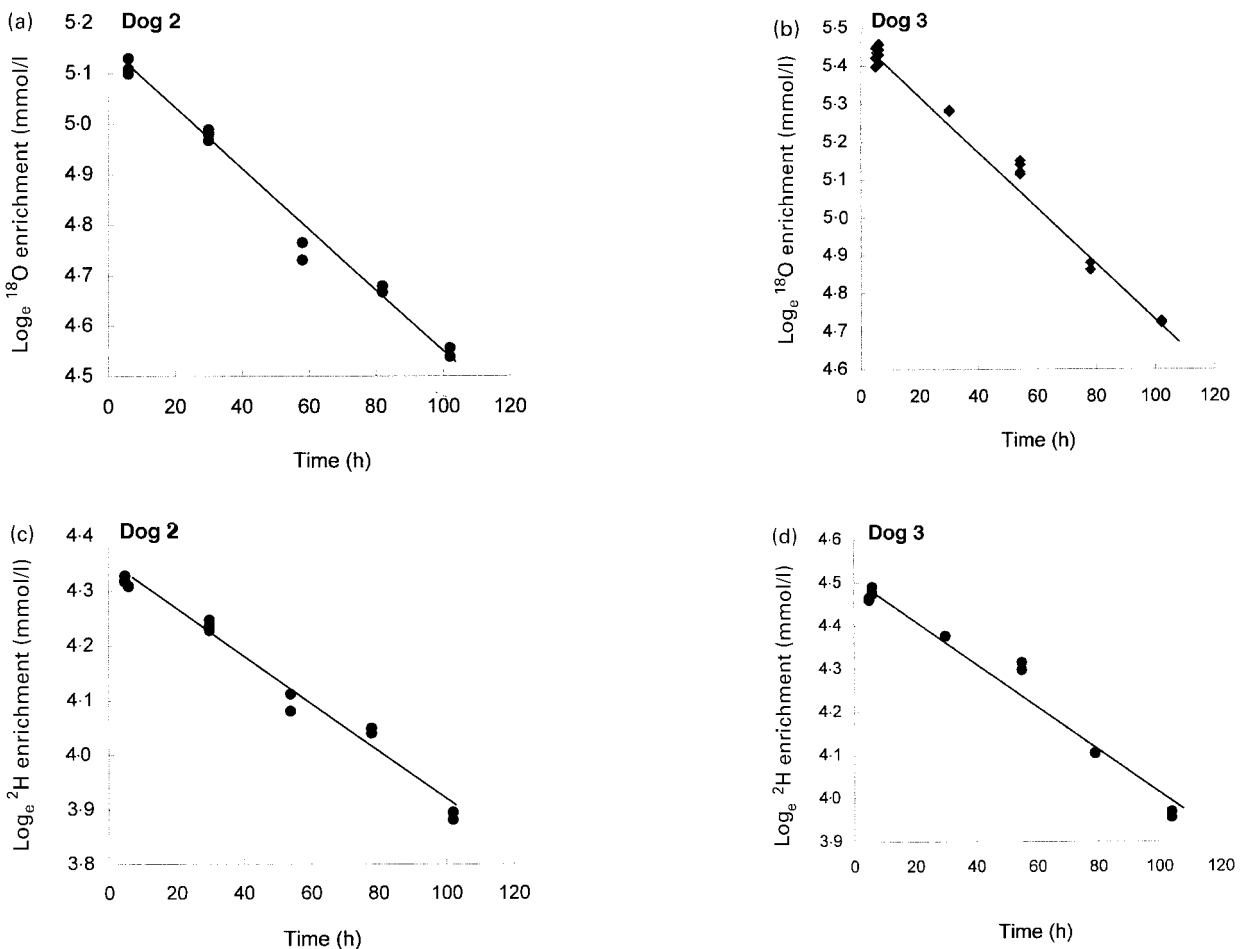 (a) Dog 2
Log_e ^18O enrichment (mmol/l)
5·2
5·1
5·0
4·9
4·8
4·7
4·6
4·5
0 20 40 60 80 100 120
Time (h)
(b) Dog 3
Log_e ^18O enrichment (mmol/l)
5·5
5·4
5·3
5·2
5·1
5·0
4·9
4·8
4·7
4·6
0 20 40 60 80 100 120
Time (h)
(c) Dog 2
Log_e ^2H enrichment (mmol/l)
4·4
4·3
4·2
4·1
4·0
3·9
3·8
0 20 40 60 80 100 120
Time (h)
(d) Dog 3
Log_e ^2H enrichment (mmol/l)
4·6
4·5
4·4
4·3
4·2
4·1
4·0
3·9
0 20 40 60 80 100 120
Time (h)